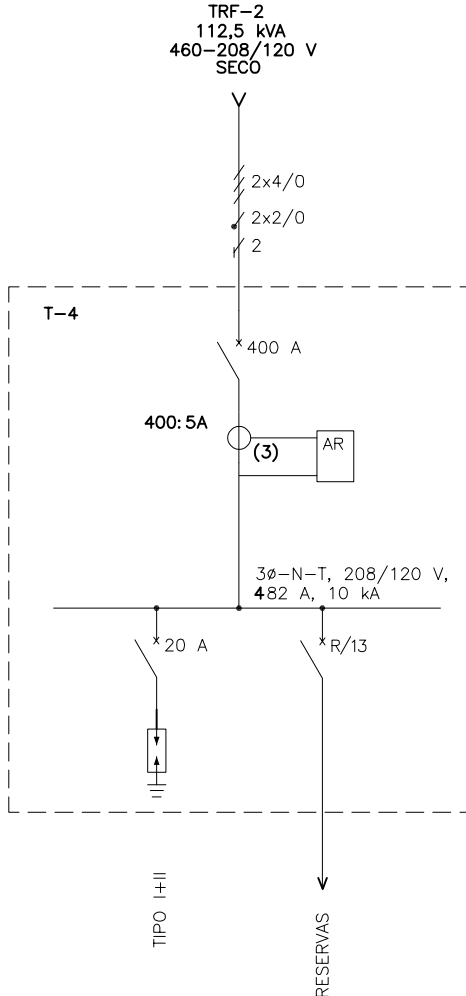 TRF-2
112,5 kVA
460-208/120 V
SECO
2x4/0
2x2/0
2
T-4
400 A
400:5A
(3)
AR
3ø-N-T, 208/120 V,
482 A, 10 kA
20 A
R/13
TIPO I+II
RESERVAS